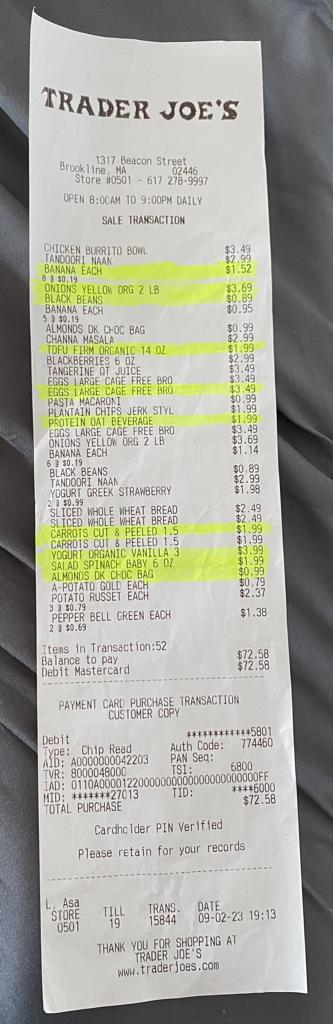 TRADER JOE'S
1317 Beacon Street
Brookline, MA 02446
Store #0501 - 617 278-9997
OPEN 8:00AM TO 9:00PM DAILY
SALE TRANSACTION
CHICKEN BURRITO BOWL $3.49
TANDOORI NAAN $2.99
BANANA EACH $1.52
8 @ $0.19
ONIONS YELLOW ORG 2 LB $3.69
BLACK BEANS $0.89
BANANA EACH $0.95
5 @ $0.19
ALMONDS DK CHOC BAG $0.99
CHANNA MASALA $2.99
TOFU FIRM ORGANIC 14 OZ $1.99
BLACKBERRIES 6 OZ $2.99
TANGERINE QT JUICE $3.49
EGGS LARGE CAGE FREE BRO $3.49
EGGS LARGE CAGE FREE BRO $3.49
PASTA MACARONI $0.99
PLANTAIN CHIPS JERK STYL $1.99
PROTEIN OAT BEVERAGE $1.99
EGGS LARGE CAGE FREE BRO $3.49
ONIONS YELLOW ORG 2 LB $3.69
BANANA EACH $1.14
6 @ $0.19
BLACK BEANS $0.89
TANDOORI NAAN $2.99
YOGURT GREEK STRAWBERRY $1.98
2 @ $0.99
SLICED WHOLE WHEAT BREAD $2.49
SLICED WHOLE WHEAT BREAD $2.49
CARROTS CUT & PEELED 1.5 $1.99
CARROTS CUT & PEELED 1.5 $1.99
YOGURT ORGANIC VANILLA 3 $3.99
SALAD SPINACH BABY 6 OZ $1.99
ALMONDS DK CHOC BAG $0.99
A-POTATO GOLD EACH $0.79
POTATO RUSSET EACH $2.37
3 @ $0.79
PEPPER BELL GREEN EACH $1.38
2 @ $0.69
Items in Transaction:52
Balance to pay $72.58
Debit Mastercard $72.58
PAYMENT CARD PURCHASE TRANSACTION
CUSTOMER COPY
Debit ************5801
Type: Chip Read Auth Code: 774460
AID: A0000000042203 PAN Seq:
TVR: 8000048000 TSI: 6800
MID: *******27013 TID: ****6000
TOTAL PURCHASE $72.58
Cardholder PIN Verified
Please retain for your records
L. Asa
STORE TILL TRANS. DATE
0501 19 15844 09-02-23 19:13
THANK YOU FOR SHOPPING AT
TRADER JOE'S
www.traderjoes.com